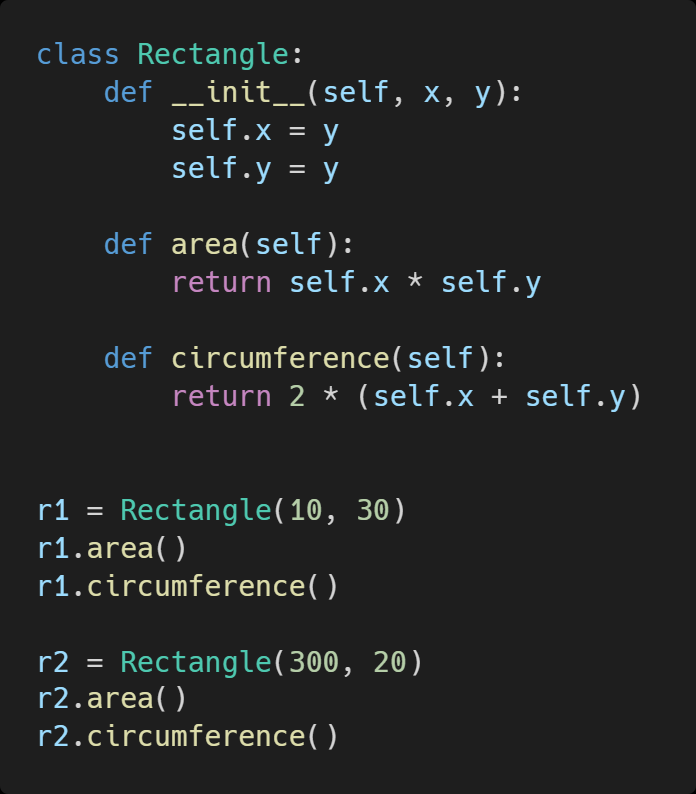 class Rectangle:
    def __init__(self, x, y):
        self.x = y
        self.y = y

    def area(self):
        return self.x * self.y

    def circumference(self):
        return 2 * (self.x + self.y)


r1 = Rectangle(10, 30)
r1.area()
r1.circumference()

r2 = Rectangle(300, 20)
r2.area()
r2.circumference()